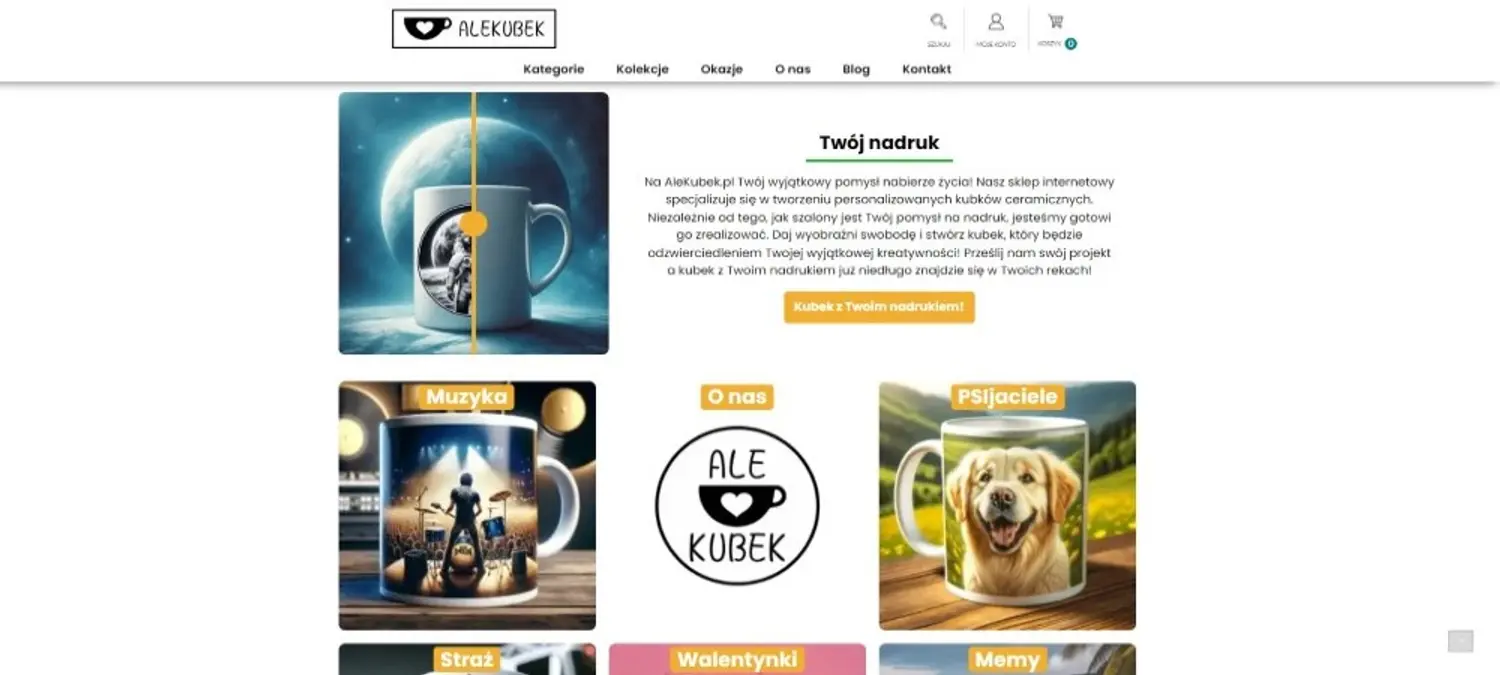 ALEKUBEK
SZUKAJ
MOJE KONTO
KOSZYK 0
Kategorie Kolekcje Okazje O nas Blog Kontakt
Twój nadruk
Na AleKubek.pl Twój wyjątkowy pomysł nabierze życia! Nasz sklep internetowy
specjalizuje się w tworzeniu personalizowanych kubków ceramicznych.
Niezależnie od tego, jak szalony jest Twój pomysł na nadruk, jesteśmy gotowi
go zrealizować. Daj wyobraźni swobodę i stwórz kubek, który będzie
odzwierciedleniem Twojej wyjątkowej kreatywności! Prześlij nam swój projekt
a kubek z Twoim nadrukiem już niedługo znajdzie się w Twoich rekach!
Kubek z Twoim nadrukiem!
Muzyka
O nas
ALE
KUBEK
PSIjaciele
Straż
Walentynki
Memy